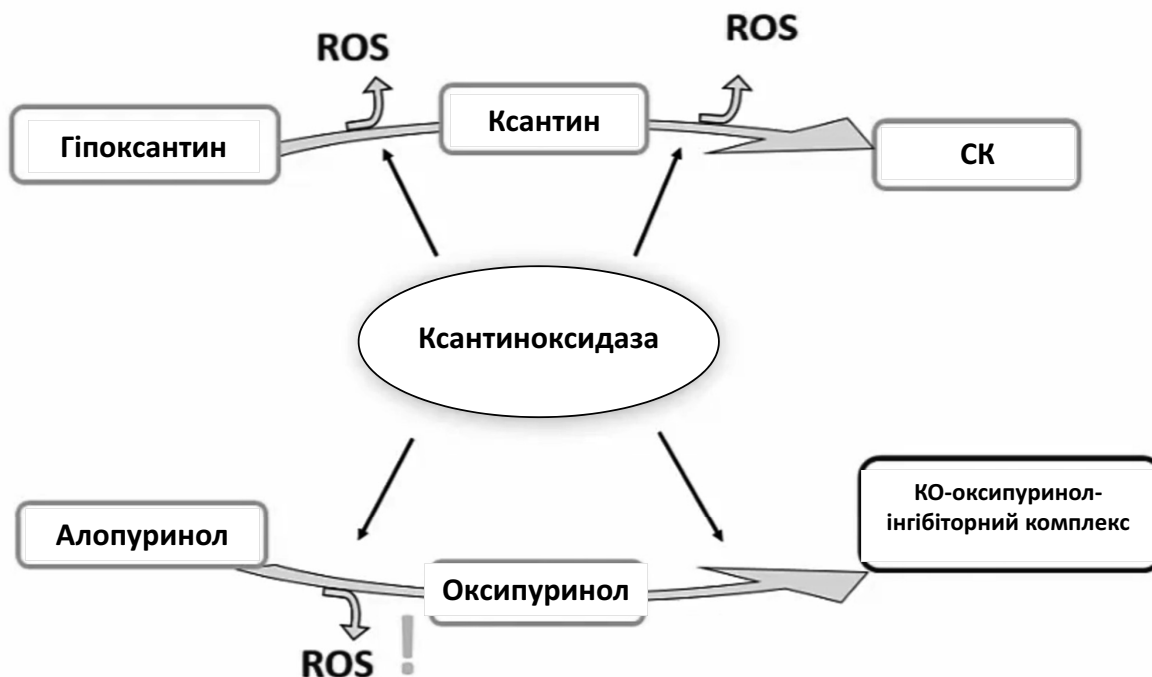 ROS
ROS
Гіпоксантин
Ксантин
СК
Ксантиноксидаза
Алопуринол
Оксипуринол
КО-оксипуринол-
інгібіторний комплекс
ROS !